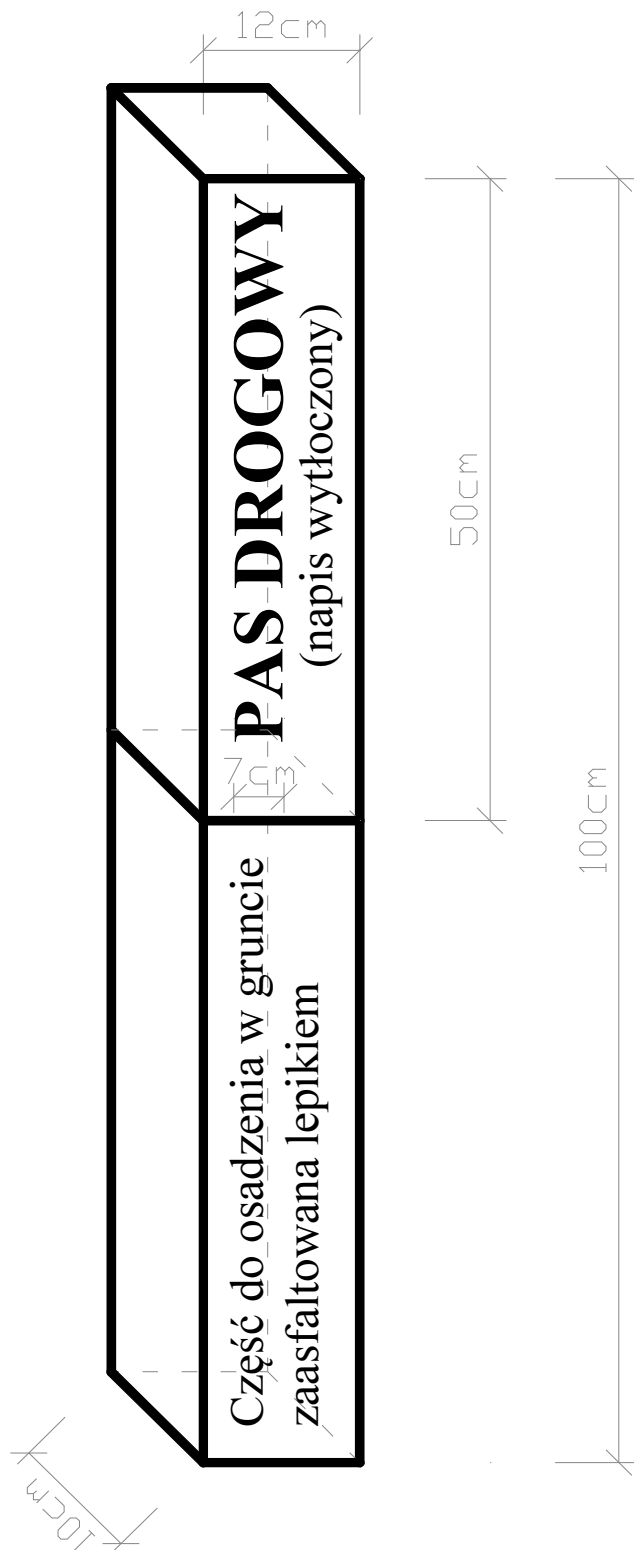 12cm
PAS DROGOWY
(napis wytłoczony)
50cm
7cm
100cm
Część do osadzenia w gruncie
zaasfaltowana lepikiem
10cm